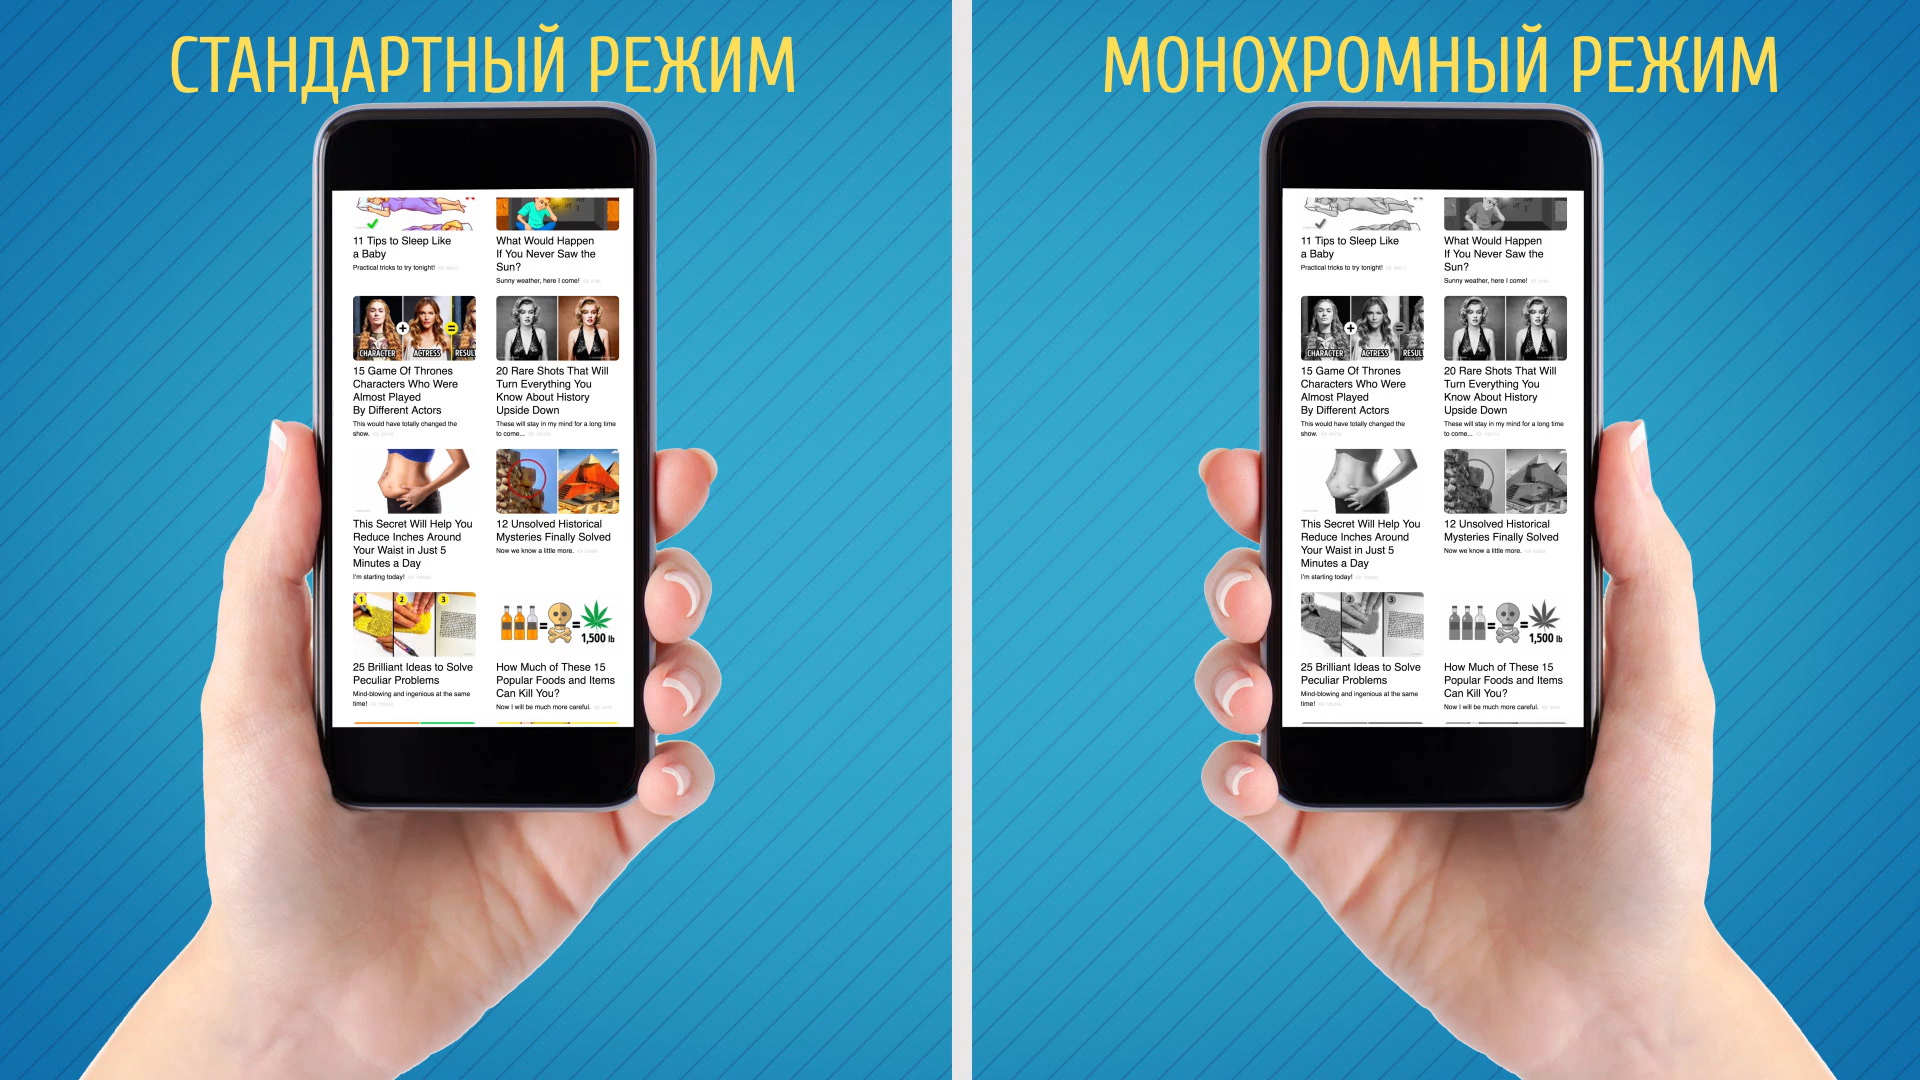 СТАНДАРТНЫЙ РЕЖИМ
11 Tips to Sleep Like
a Baby
Practical tricks to try tonight!
What Would Happen
If You Never Saw the
Sun?
Sunny weather, here I come!
+
=
CHARACTER
ACTRESS
RESUL
15 Game Of Thrones
Characters Who Were
Almost Played
By Different Actors
This would have totally changed the
show.
20 Rare Shots That Will
Turn Everything You
Know About History
Upside Down
These will stay in my mind for a long time
to come...
This Secret Will Help You
Reduce Inches Around
Your Waist in Just 5
Minutes a Day
I'm starting today!
12 Unsolved Historical
Mysteries Finally Solved
Now we know a little more.
1 2 3
25 Brilliant Ideas to Solve
Peculiar Problems
Mind-blowing and ingenious at the same
time!
= =
1,500 lb
How Much of These 15
Popular Foods and Items
Can Kill You?
Now I will be much more careful.
МОНОХРОМНЫЙ РЕЖИМ
11 Tips to Sleep Like
a Baby
Practical tricks to try tonight!
What Would Happen
If You Never Saw the
Sun?
Sunny weather, here I come!
+
=
CHARACTER
ACTRESS
RESUL
15 Game Of Thrones
Characters Who Were
Almost Played
By Different Actors
This would have totally changed the
show.
20 Rare Shots That Will
Turn Everything You
Know About History
Upside Down
These will stay in my mind for a long time
to come...
This Secret Will Help You
Reduce Inches Around
Your Waist in Just 5
Minutes a Day
I'm starting today!
12 Unsolved Historical
Mysteries Finally Solved
Now we know a little more.
1 2 3
25 Brilliant Ideas to Solve
Peculiar Problems
Mind-blowing and ingenious at the same
time!
= =
1,500 lb
How Much of These 15
Popular Foods and Items
Can Kill You?
Now I will be much more careful.